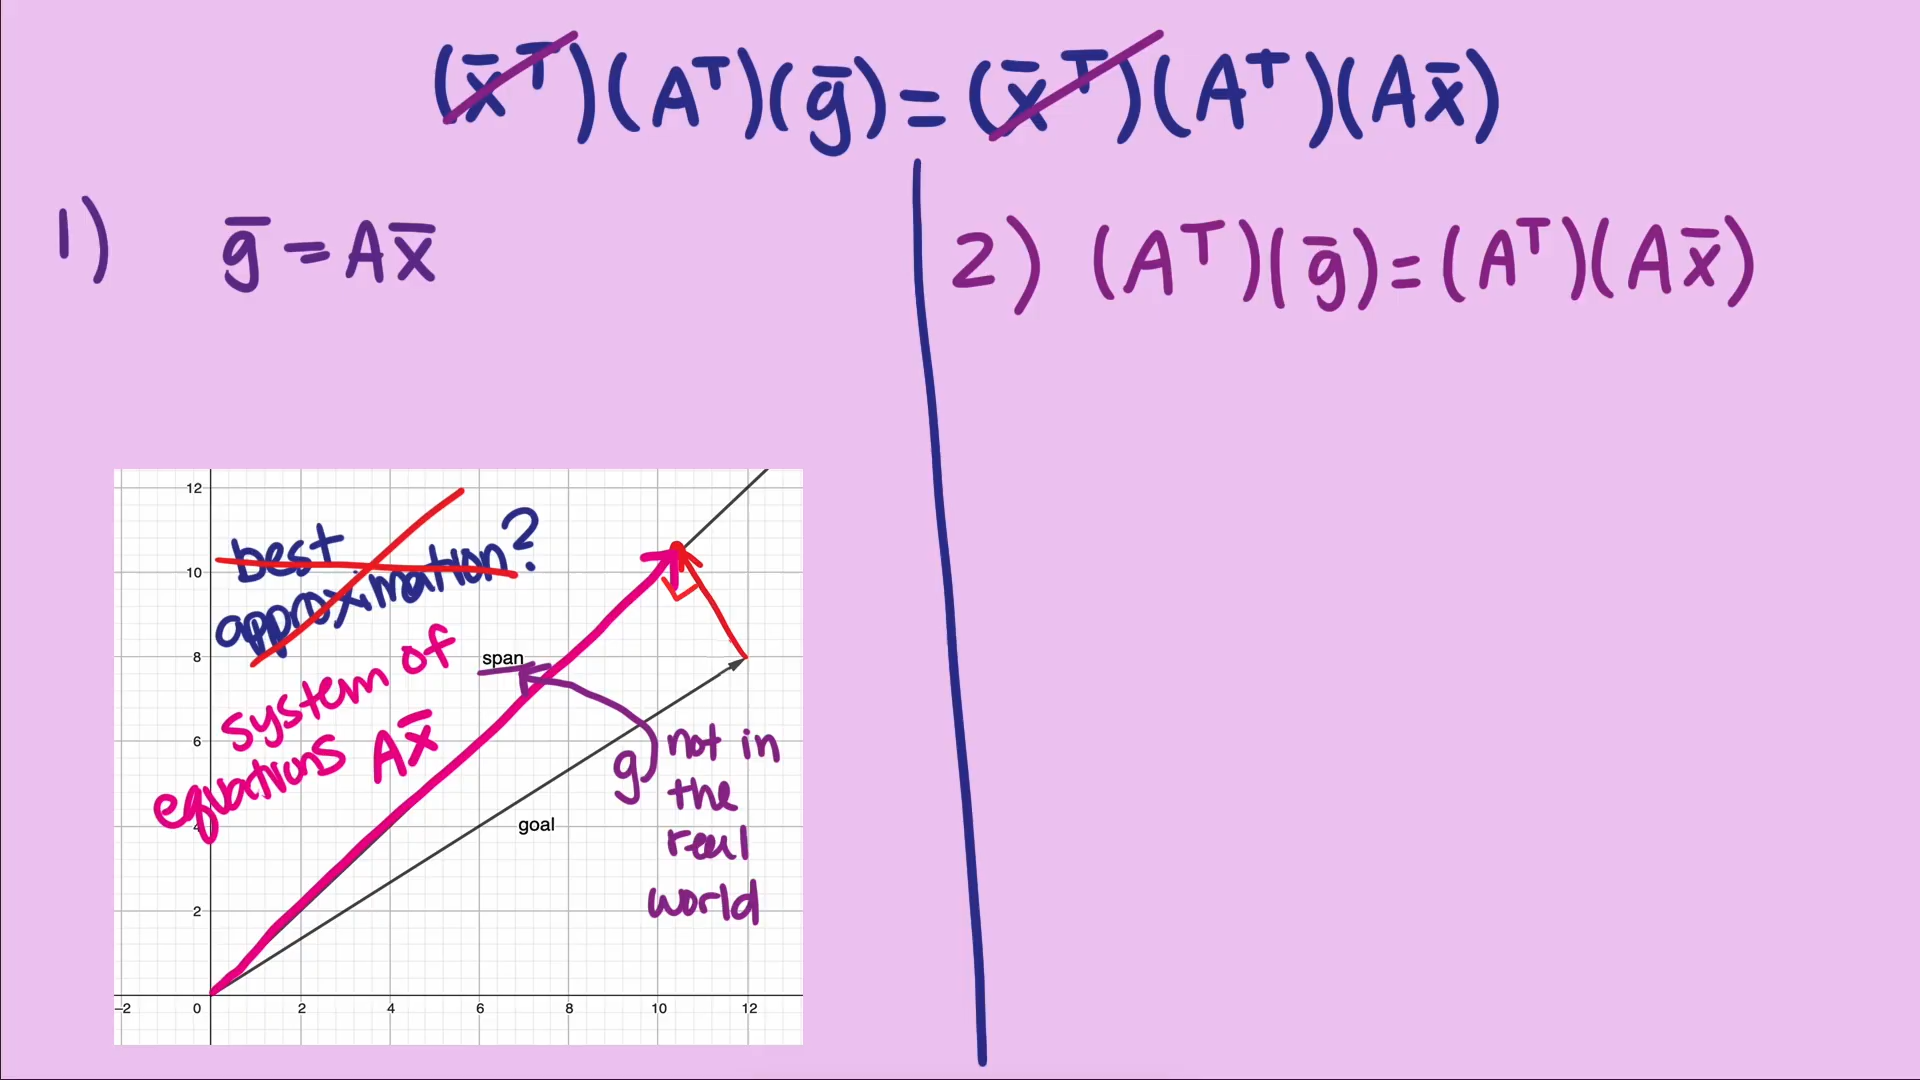 (x̄ᵀ)(Aᵀ)(ḡ) = (x̄ᵀ)(Aᵀ)(Ax̄)
1) ḡ = Ax̄
2) (Aᵀ)(ḡ) = (Aᵀ)(Ax̄)
best
approximation?
system of
equations Ax̄
span
goal
g
not in
the
real
world
12
10
8
6
4
2
-2 0 2 4 6 8 10 12